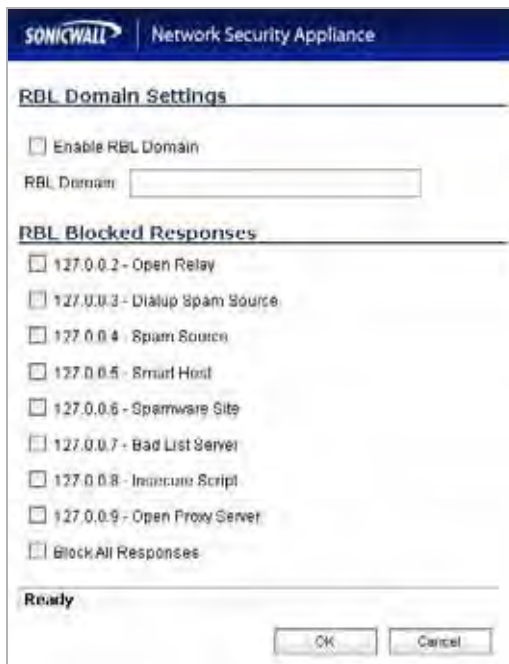 SONICWALL | Network Security Appliance
RBL Domain Settings
Enable RBL Domain
RBL Domain
RBL Blocked Responses
127.0.0.2 - Open Relay
127.0.0.3 - Dialup Spam Source
127.0.0.4 - Spam Source
127.0.0.5 - Smart Host
127.0.0.6 - Spamware Site
127.0.0.7 - Bad List Server
127.0.0.8 - Insecure Script
127.0.0.9 - Open Proxy Server
Block All Responses
Ready
OK Cancel